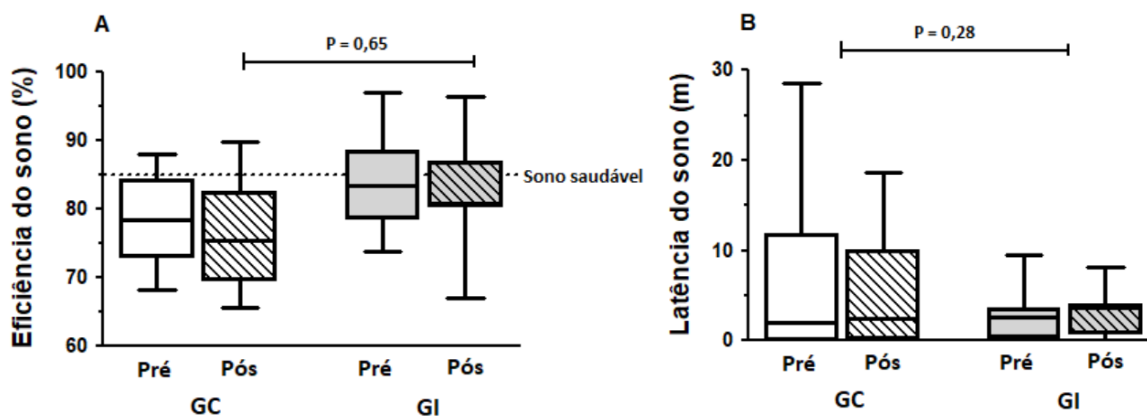 A
P = 0,65
Eficiência do sono (%)
100
90
80
70
60
Sono saudável
Pré
Pós
Pré
Pós
GC
GI
B
P = 0,28
Latência do sono (m)
30
20
10
0
Pré
Pós
Pré
Pós
GC
GI